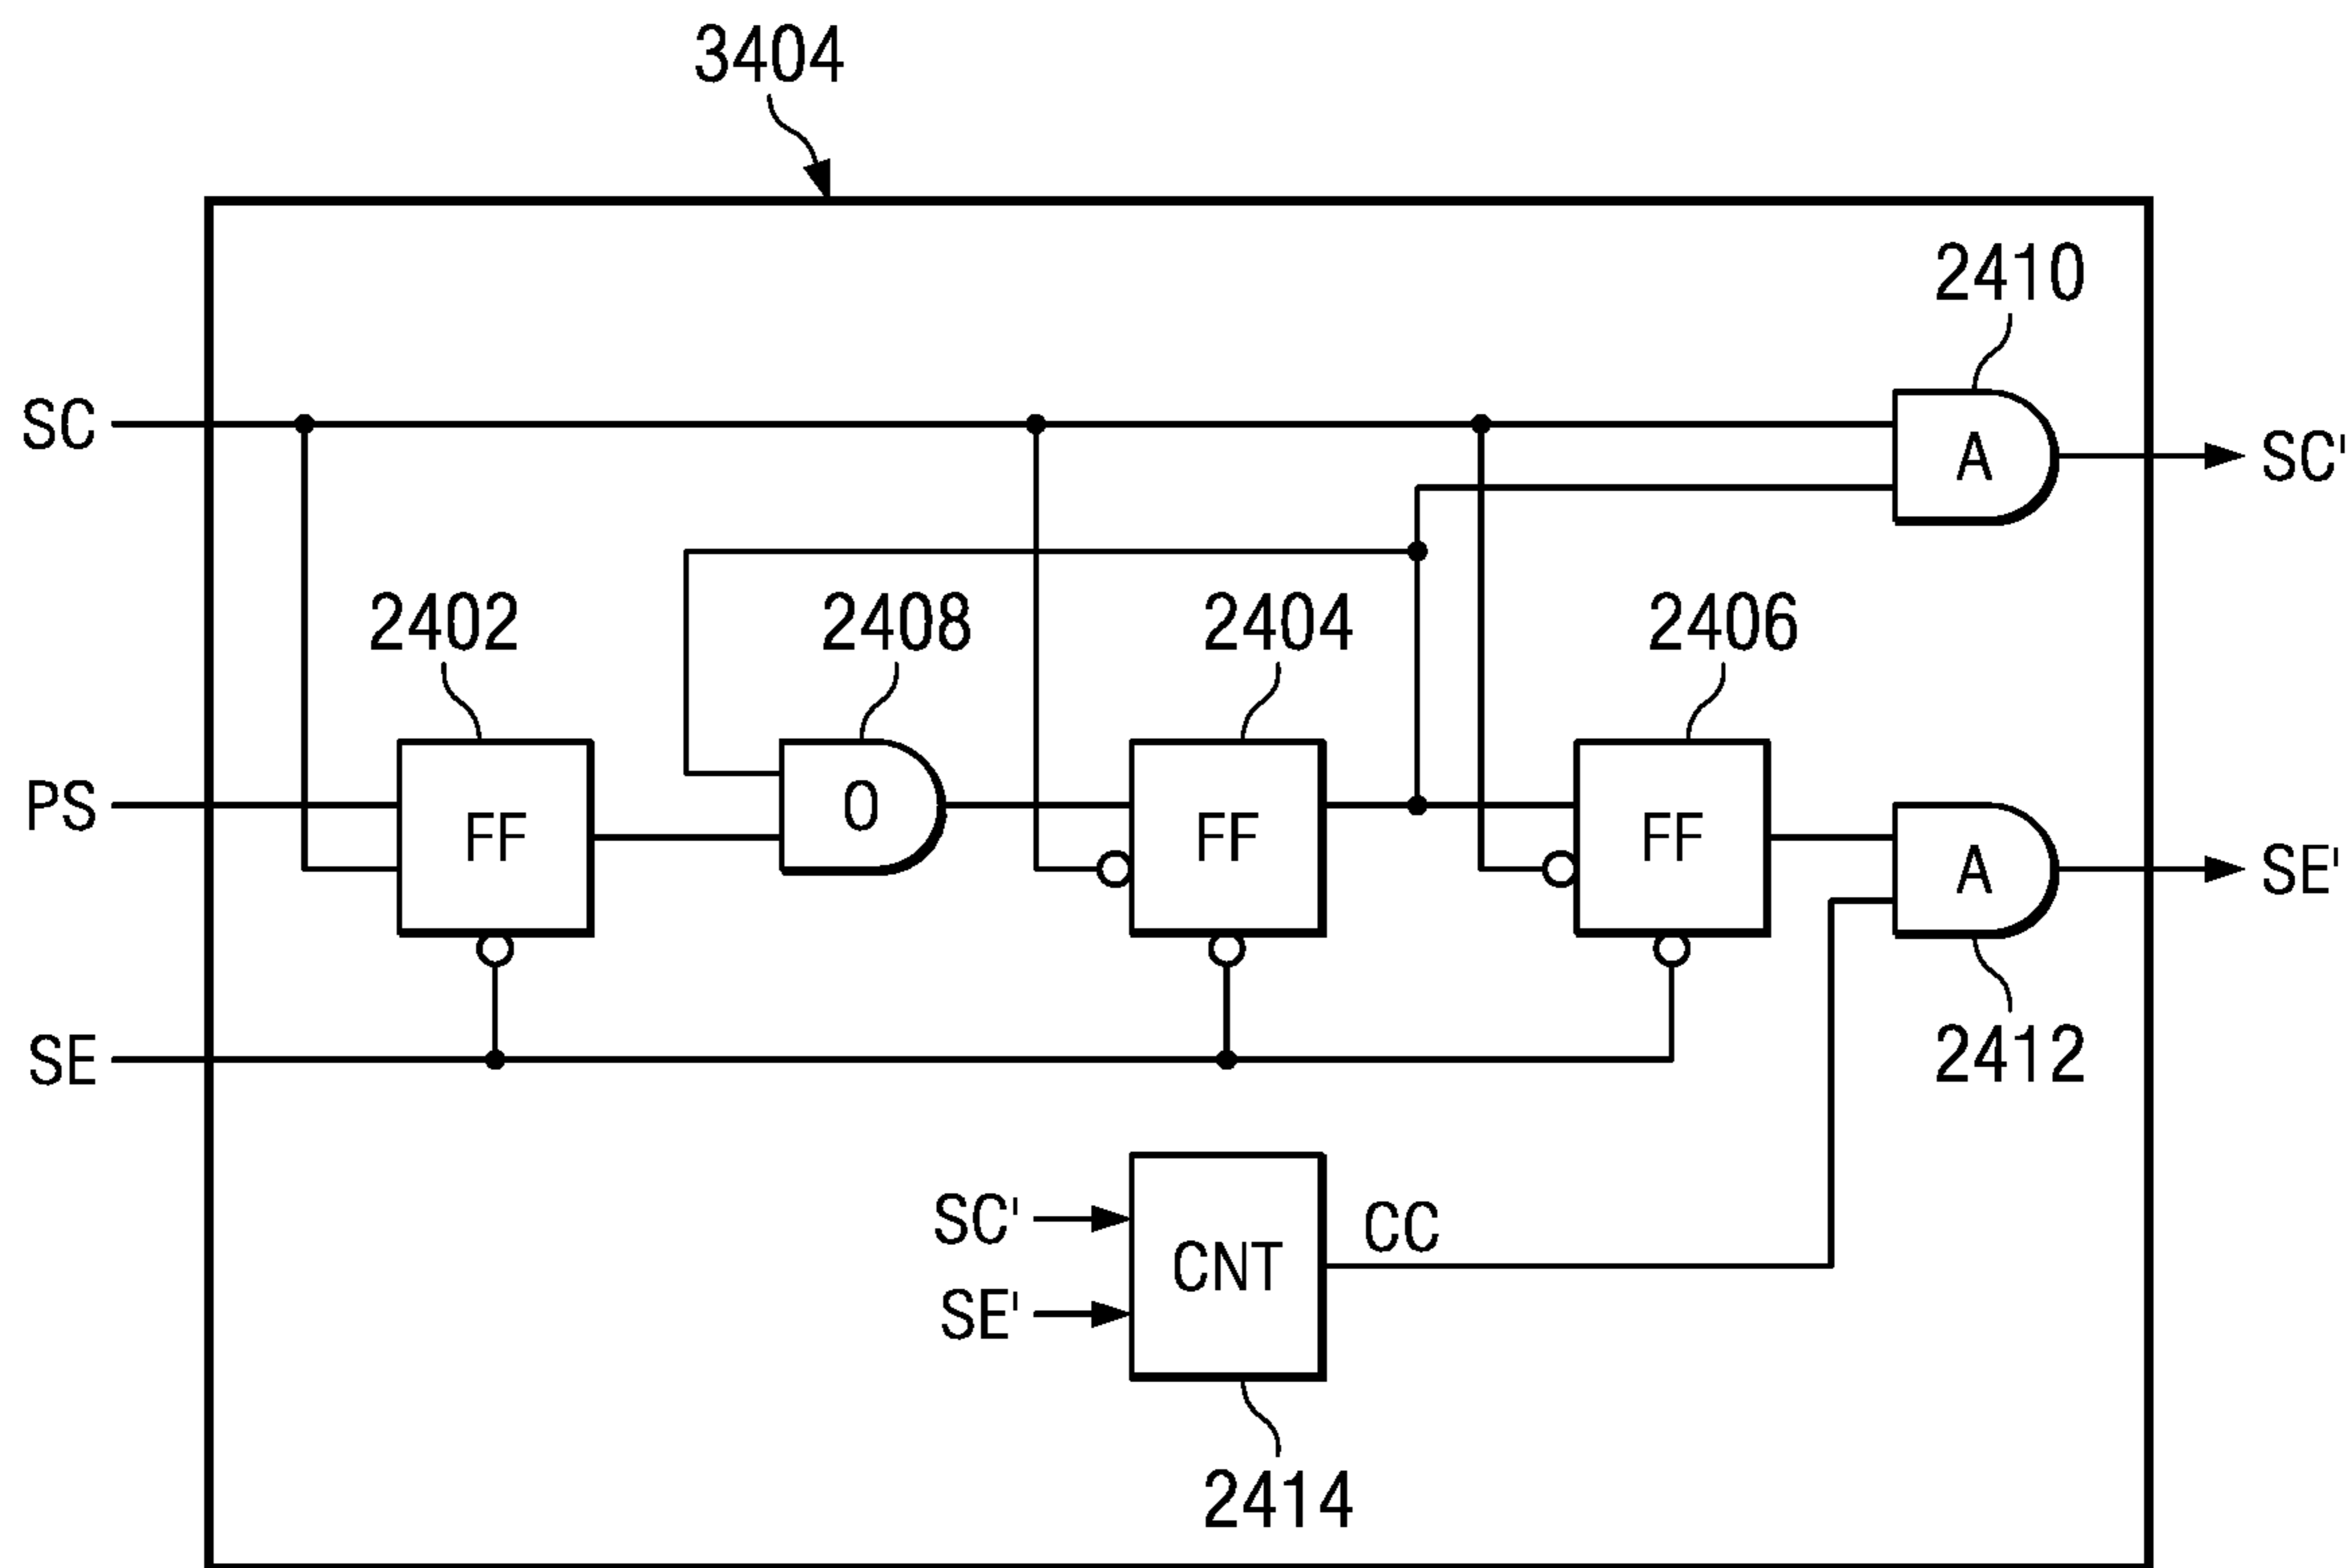 3404
2410
SC
A
SC'
2402
2408
2404
2406
PS
FF
O
FF
FF
A
SE'
SE
2412
SC'
CC
CNT
SE'
2414